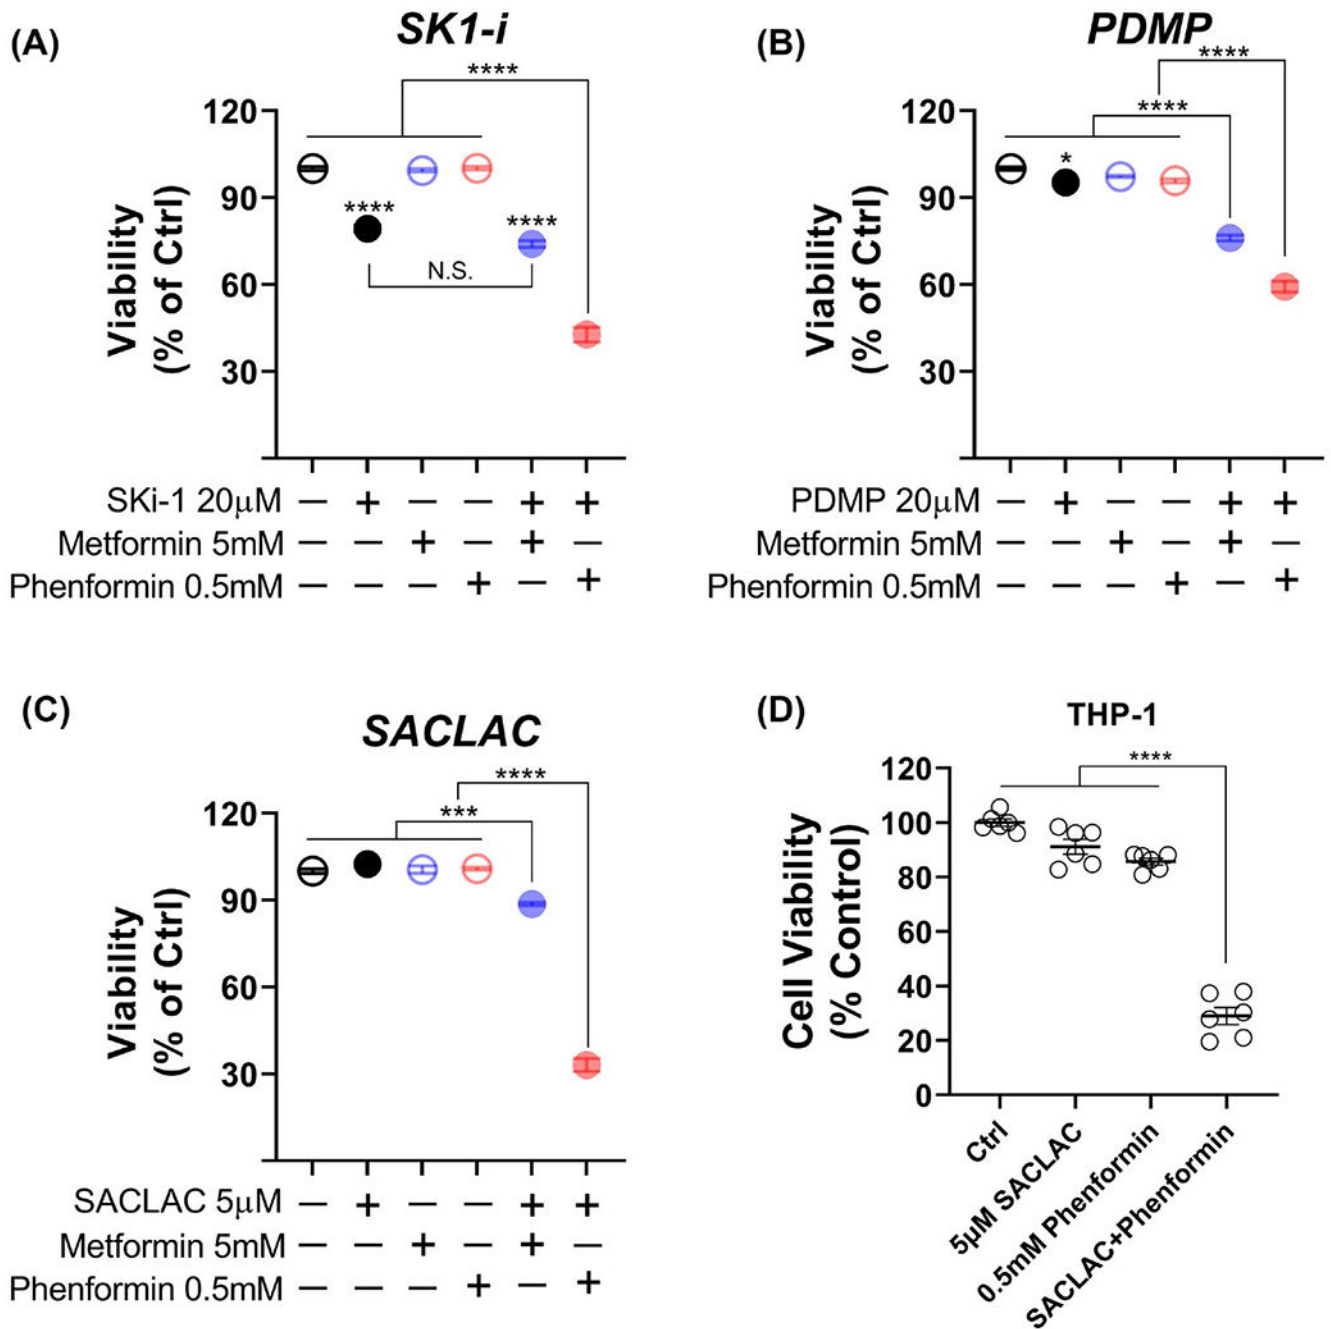 (A)
SK1-i
****
120
90
60
30
Viability
(% of Ctrl)
****
****
N.S.
SKi-1 20μM — + — — + +
Metformin 5mM — — + — + —
Phenformin 0.5mM — — — + — +
(B)
PDMP
****
****
120
90
60
30
Viability
(% of Ctrl)
*
PDMP 20μM — + — — + +
Metformin 5mM — — + — + —
Phenformin 0.5mM — — — + — +
(C)
SACLAC
****
***
120
90
60
30
Viability
(% of Ctrl)
SACLAC 5μM — + — — + +
Metformin 5mM — — + — + —
Phenformin 0.5mM — — — + — +
(D)
THP-1
****
120
100
80
60
40
20
0
Cell Viability
(% Control)
Ctrl
5μM SACLAC
0.5mM Phenformin
SACLAC+Phenformin